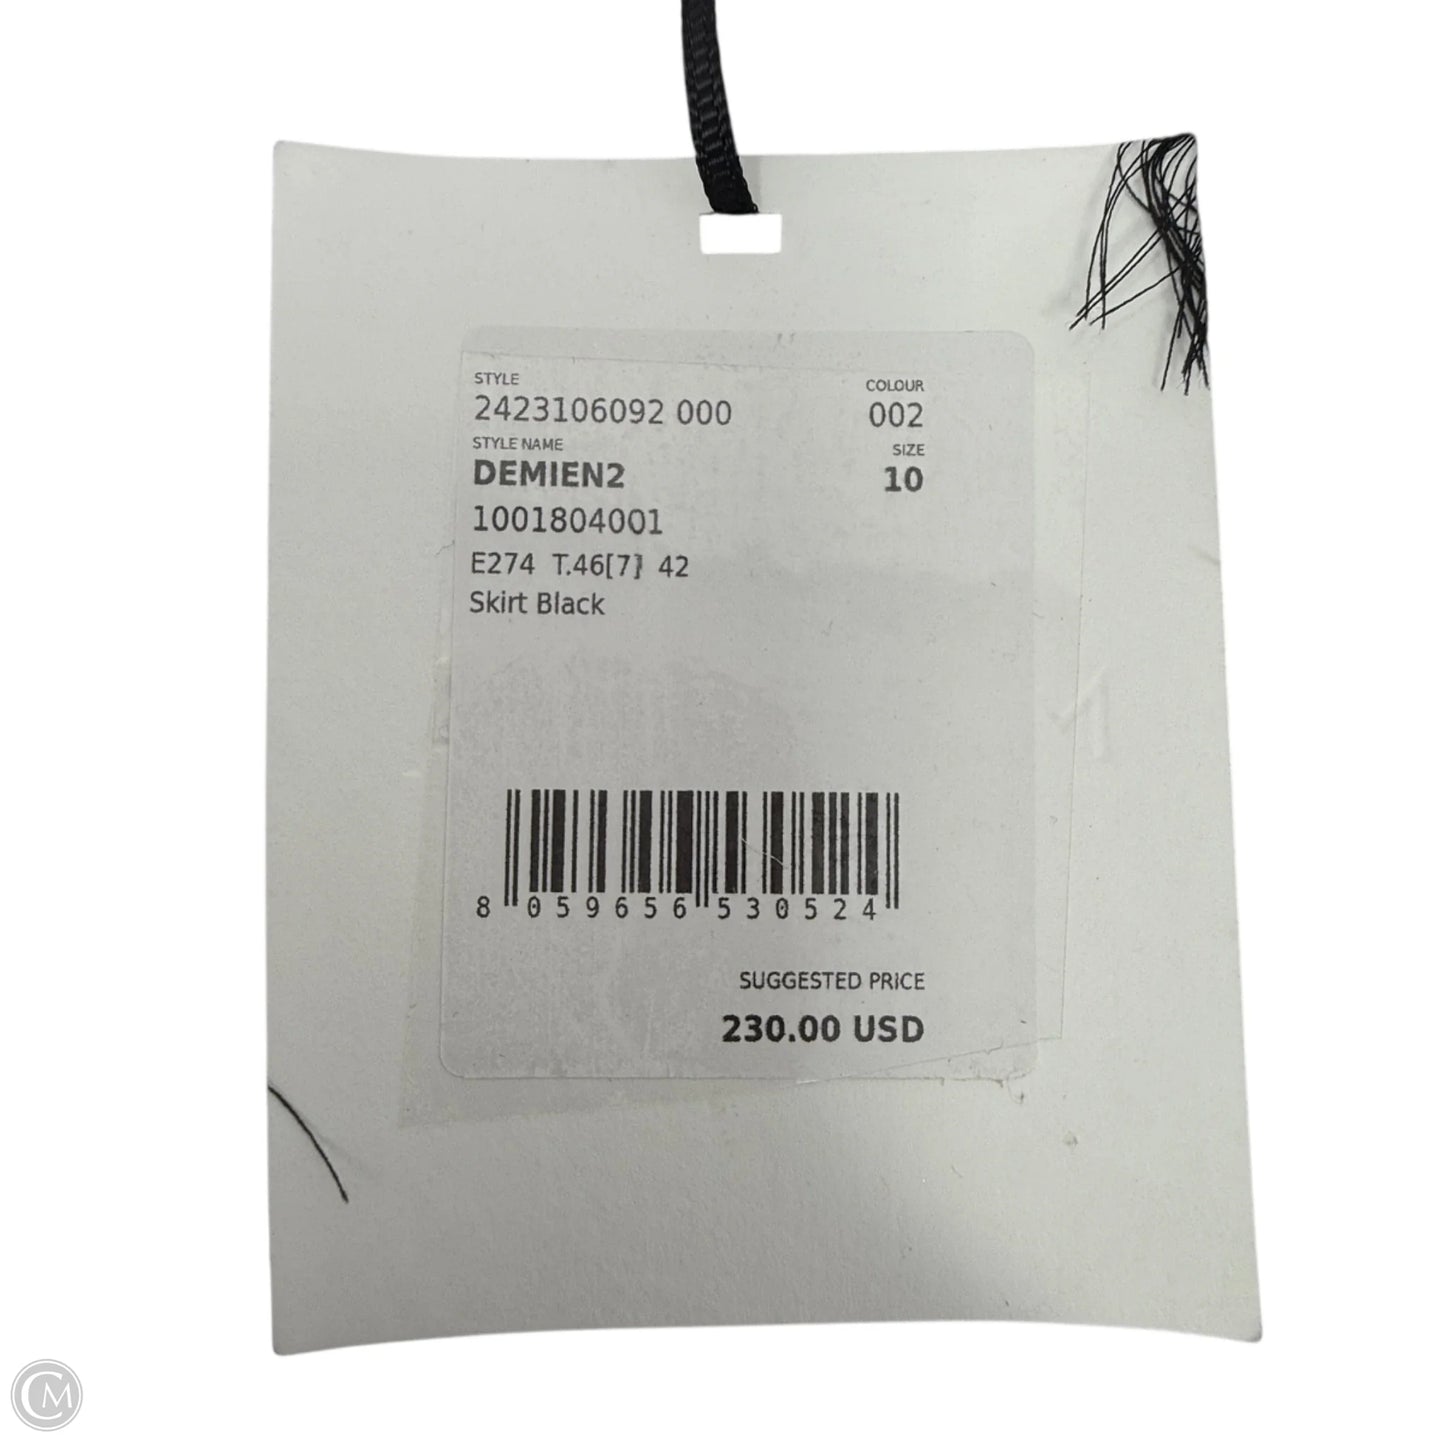 STYLE COLOUR
2423106092 000 002
STYLE NAME SIZE
DEMIEN2 10
1001804001
E274 T.46[7] 42
Skirt Black
8 059656 530524
SUGGESTED PRICE
230.00 USD
CM